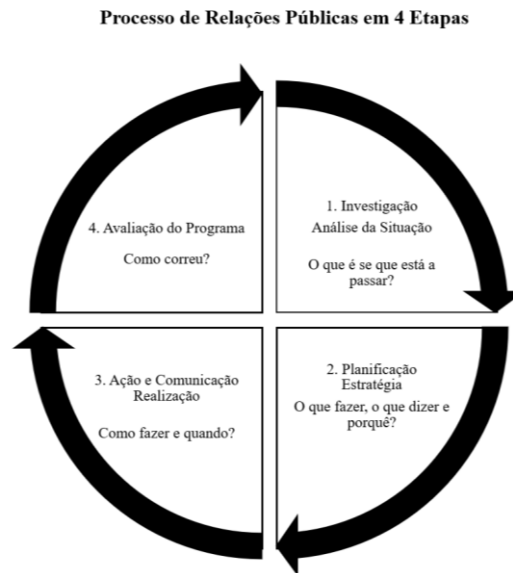 Processo de Relações Públicas em 4 Etapas
1. Investigação
Análise da Situação
O que é se que está a
passar?
2. Planificação
Estratégia
O que fazer, o que dizer e
porquê?
3. Ação e Comunicação
Realização
Como fazer e quando?
4. Avaliação do Programa
Como correu?